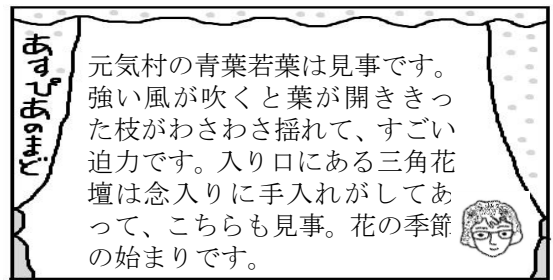 あすぴあのまど
元気村の青葉若葉は見事です。
強い風が吹くと葉が開ききっ
た枝がわさわさ揺れて、すごい
迫力です。入り口にある三角花
壇は念入りに手入れがしてあ
って、こちらも見事。花の季節
の始まりです。